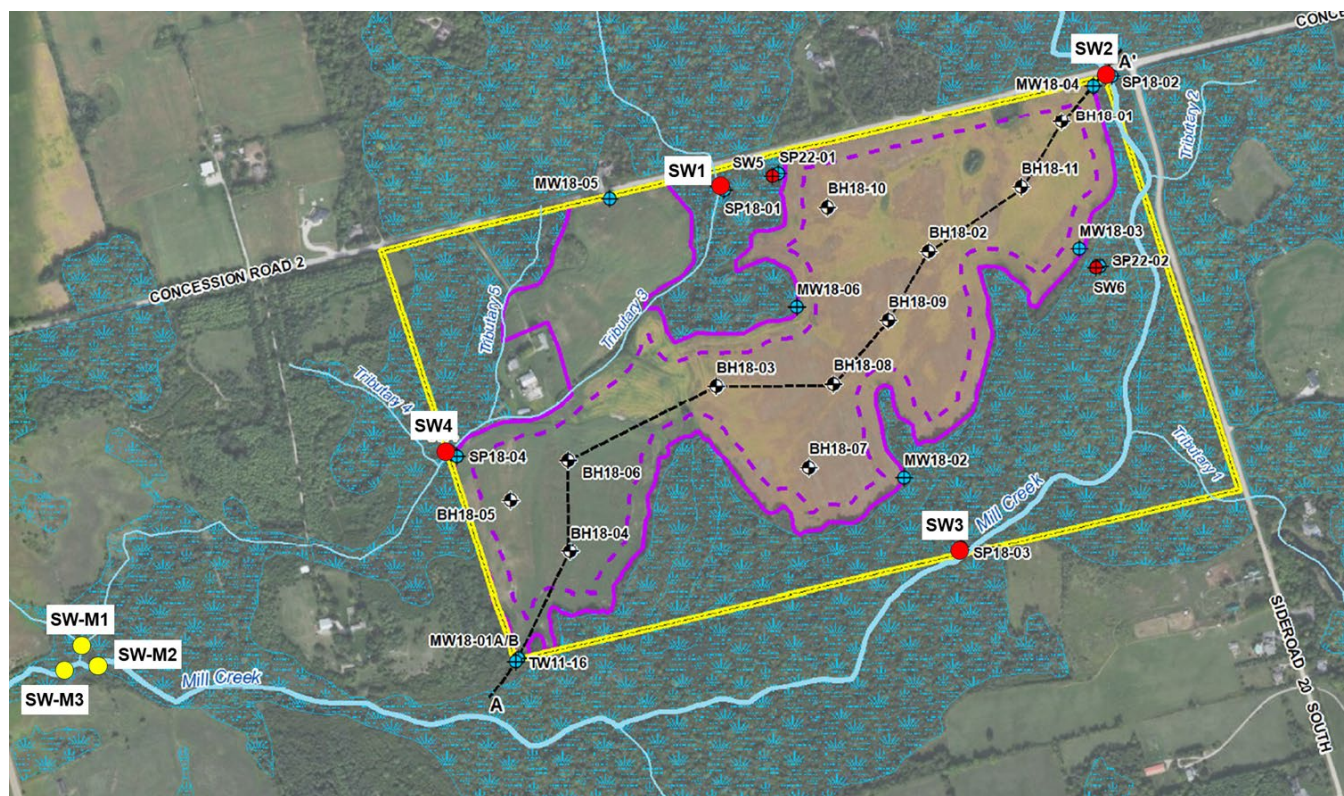 CONCE
SW2
A'
MW18-04
SP18-02
Tributary 2
BH18-01
SW5
SP22-01
SW1
BH18-11
MW18-05
SP18-01
BH18-10
BH18-02
MW18-03
SP22-02
SW6
CONCESSION ROAD 2
MW18-06
Tributary 5
Tributary 3
BH18-09
Tributary 4
BH18-03
BH18-08
SW4
SP18-04
BH18-06
BH18-07
MW18-02
Tributary 1
BH18-05
Mill Creek
SW3
SP18-03
BH18-04
MW18-01A/B
TW11-16
SW-M1
SW-M2
SW-M3
Mill Creek
A
SIDEROAD 20 SOUTH